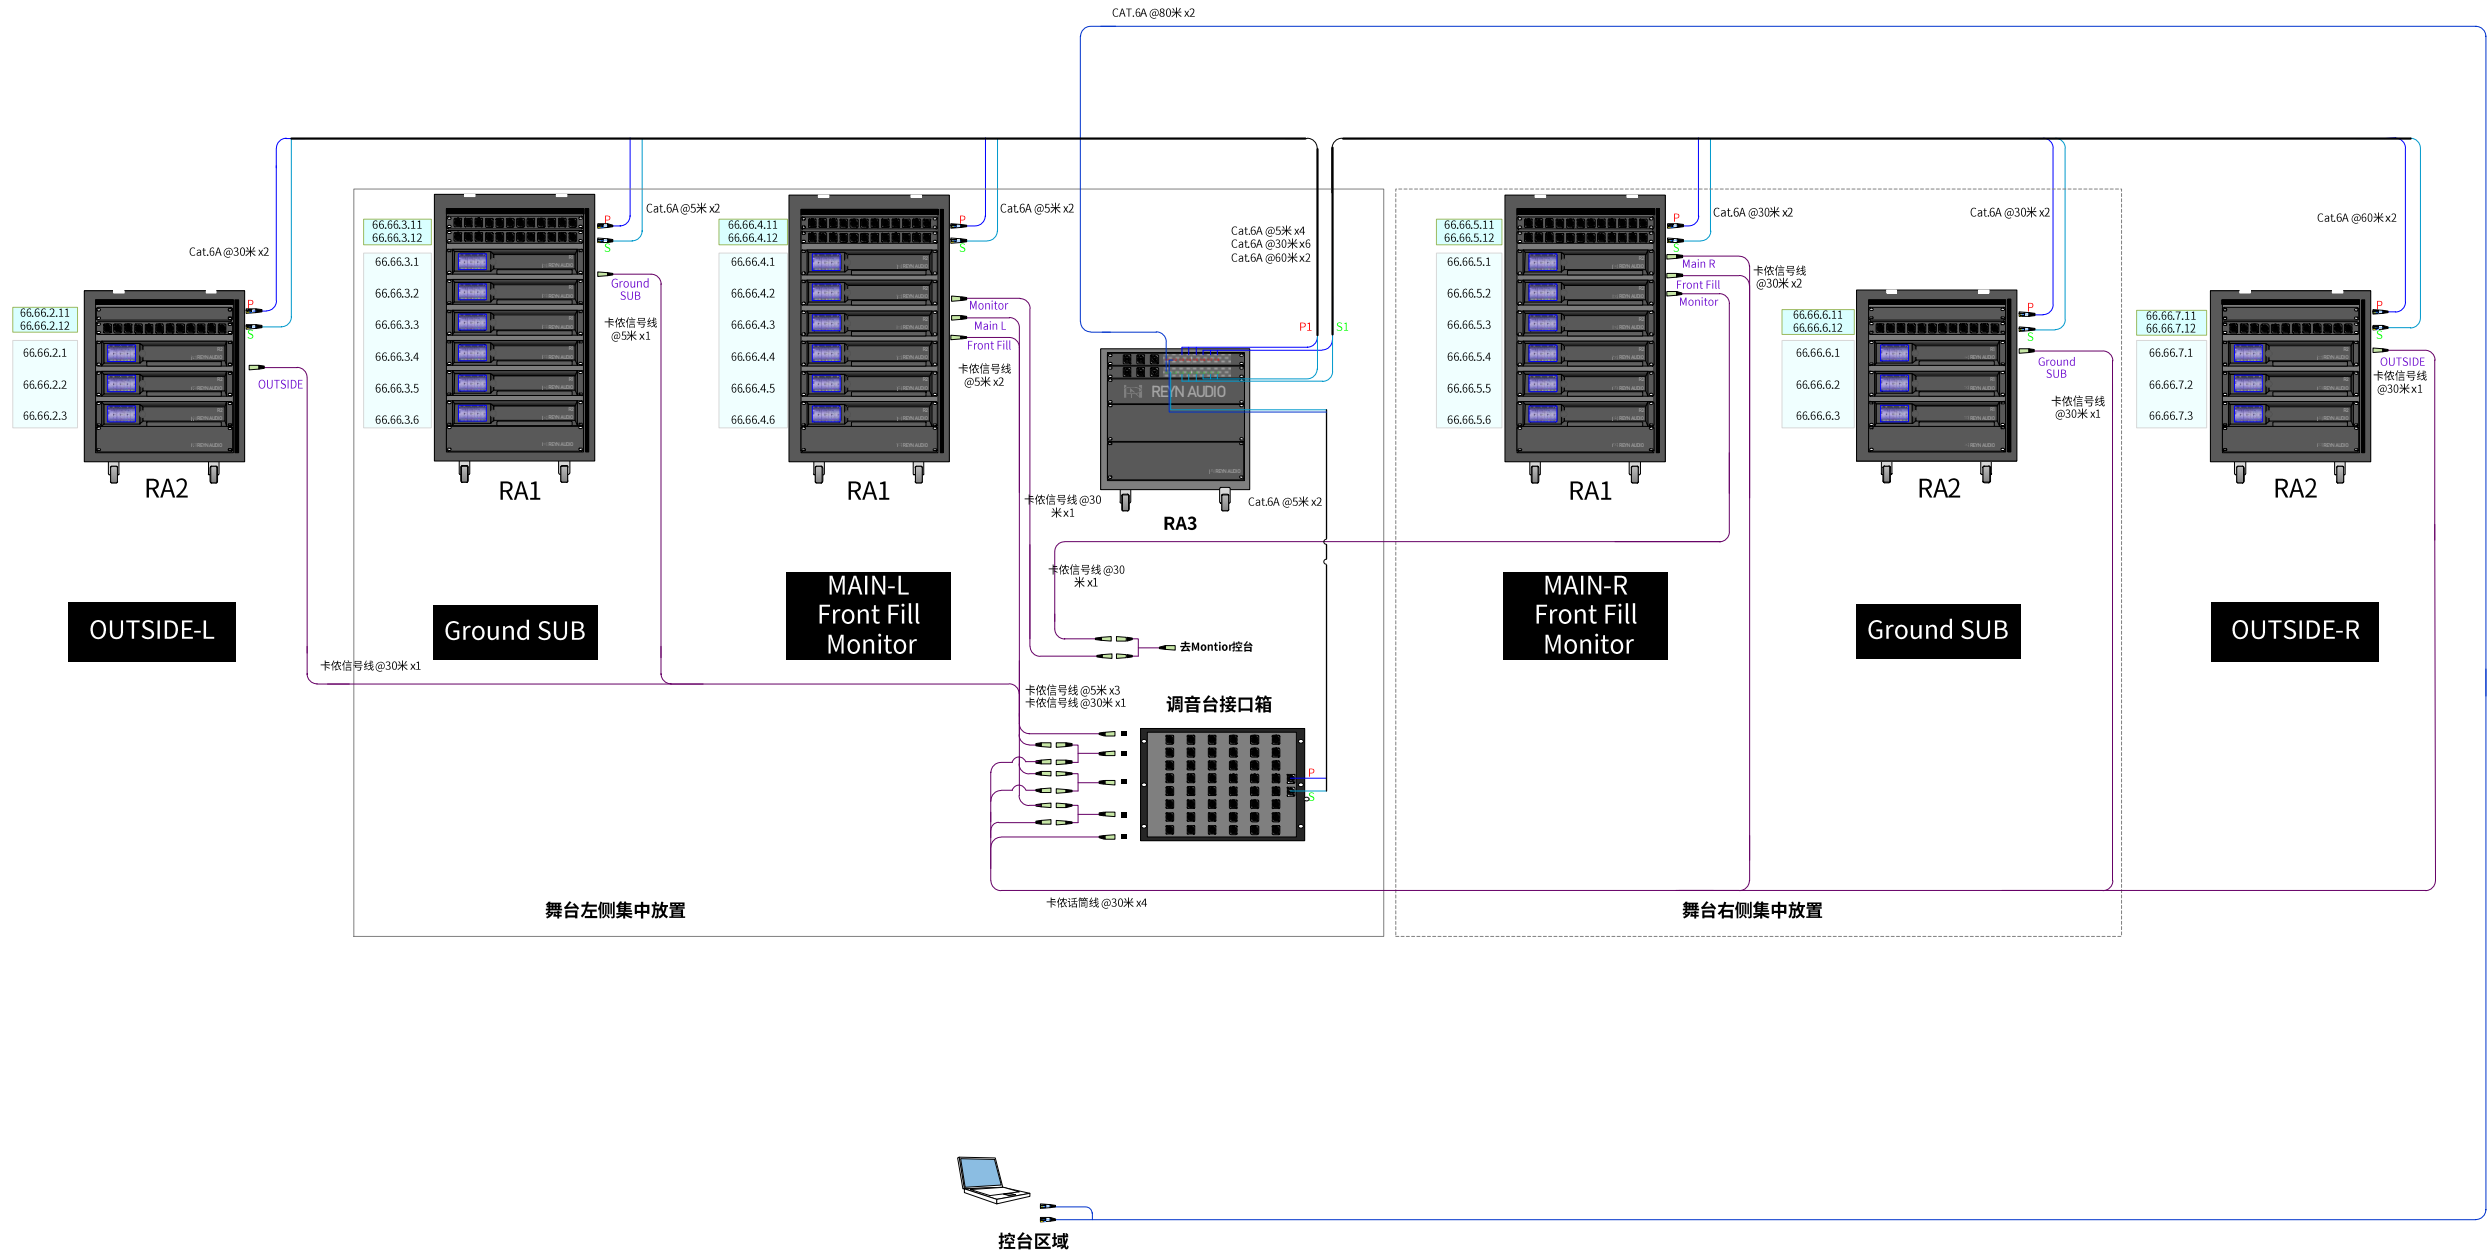 CAT.6A @80米 x2
Cat.6A @30米 x2
66.66.2.11
66.66.2.12
66.66.2.1
66.66.2.2
66.66.2.3
P
S
OUTSIDE
REYN AUDIO
RA2
OUTSIDE-L
卡侬信号线@30米 x1
66.66.3.11
66.66.3.12
66.66.3.1
66.66.3.2
66.66.3.3
66.66.3.4
66.66.3.5
66.66.3.6
P
S
Cat.6A @5米 x2
Ground
SUB
卡侬信号线
@5米 x1
REYN AUDIO
RA1
Ground SUB
66.66.4.11
66.66.4.12
66.66.4.1
66.66.4.2
66.66.4.3
66.66.4.4
66.66.4.5
66.66.4.6
P
S
Cat.6A @5米 x2
Monitor
Main L
Front Fill
卡侬信号线
@5米 x2
REYN AUDIO
RA1
MAIN-L
Front Fill
Monitor
Cat.6A @5米 x4
Cat.6A @30米 x6
Cat.6A @60米 x2
P1
S1
REYN AUDIO
REYN AUDIO
RA3
Cat.6A @5米 x2
卡侬信号线 @30
米 x1
卡侬信号线 @30
米 x1
去Montior控台
卡侬信号线 @5米 x3
卡侬信号线 @30米 x1
调音台接口箱
P
S
卡侬话筒线 @30米 x4
舞台左侧集中放置
66.66.5.11
66.66.5.12
66.66.5.1
66.66.5.2
66.66.5.3
66.66.5.4
66.66.5.5
66.66.5.6
P
S
Cat.6A @30米 x2
Main R
Front Fill
Monitor
卡侬信号线
@30米 x2
REYN AUDIO
RA1
MAIN-R
Front Fill
Monitor
66.66.6.11
66.66.6.12
66.66.6.1
66.66.6.2
66.66.6.3
Cat.6A @30米 x2
P
S
Ground
SUB
卡侬信号线
@30米 x1
REYN AUDIO
RA2
Ground SUB
舞台右侧集中放置
66.66.7.11
66.66.7.12
66.66.7.1
66.66.7.2
66.66.7.3
Cat.6A @60米 x2
P
S
OUTSIDE
卡侬信号线
@30米 x1
REYN AUDIO
RA2
OUTSIDE-R
控台区域